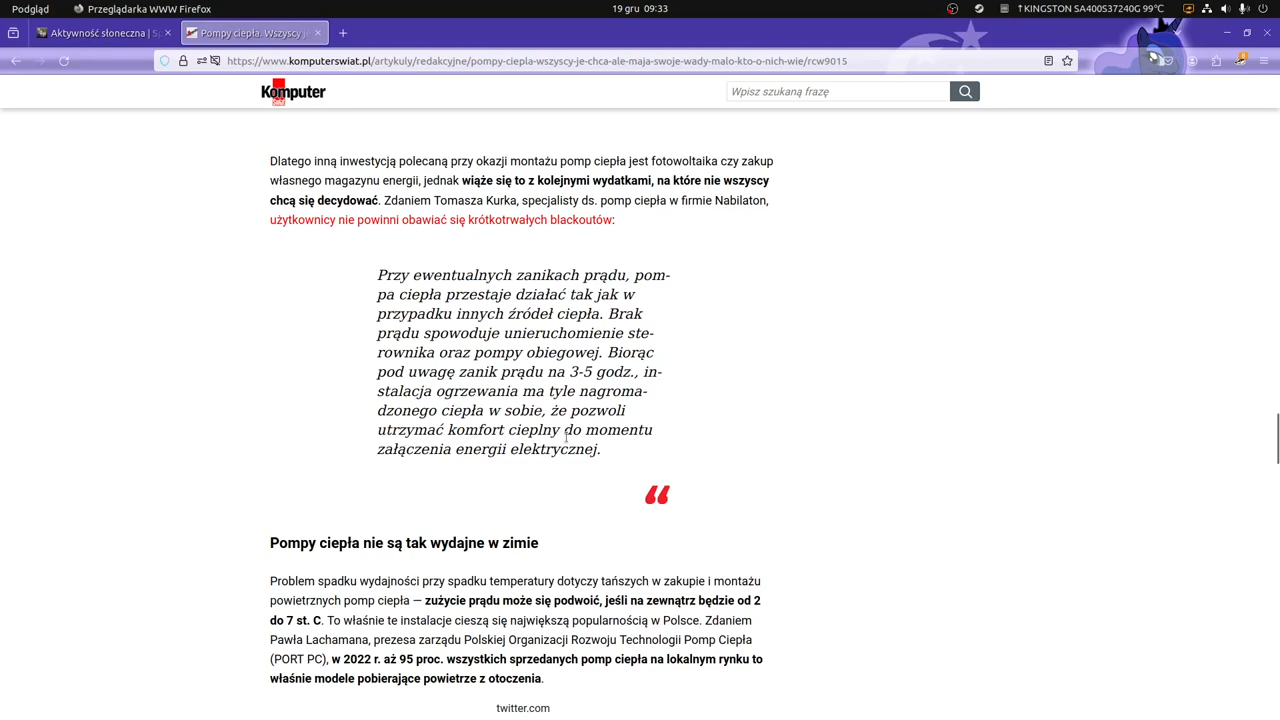 Podgląd
Przeglądarka WWW Firefox
19 gru 09:33
↑KINGSTON SA400S37240G 99°C
Aktywność słoneczna | S
Pompy ciepła. Wszyscy j
https://www.komputerswiat.pl/artykuly/redakcyjne/pompy-ciepla-wszyscy-je-chca-ale-maja-swoje-wady-malo-kto-o-nich-wie/rcw9015
Komputer
Wpisz szukaną frazę
Dlatego inną inwestycją polecaną przy okazji montażu pomp ciepła jest fotowoltaika czy zakup
własnego magazynu energii, jednak wiąże się to z kolejnymi wydatkami, na które nie wszyscy
chcą się decydować. Zdaniem Tomasza Kurka, specjalisty ds. pomp ciepła w firmie Nabilaton,
użytkownicy nie powinni obawiać się krótkotrwałych blackoutów:
Przy ewentualnych zanikach prądu, pom-
pa ciepła przestaje działać tak jak w
przypadku innych źródeł ciepła. Brak
prądu spowoduje unieruchomienie ste-
rownika oraz pompy obiegowej. Biorąc
pod uwagę zanik prądu na 3-5 godz., in-
stalacja ogrzewania ma tyle nagroma-
dzonego ciepła w sobie, że pozwoli
utrzymać komfort cieplny do momentu
załączenia energii elektrycznej.
“
Pompy ciepła nie są tak wydajne w zimie
Problem spadku wydajności przy spadku temperatury dotyczy tańszych w zakupie i montażu
powietrznych pomp ciepła — zużycie prądu może się podwoić, jeśli na zewnątrz będzie od 2
do 7 st. C. To właśnie te instalacje cieszą się największą popularnością w Polsce. Zdaniem
Pawła Lachamana, prezesa zarządu Polskiej Organizacji Rozwoju Technologii Pomp Ciepła
(PORT PC), w 2022 r. aż 95 proc. wszystkich sprzedanych pomp ciepła na lokalnym rynku to
właśnie modele pobierające powietrze z otoczenia.
twitter.com